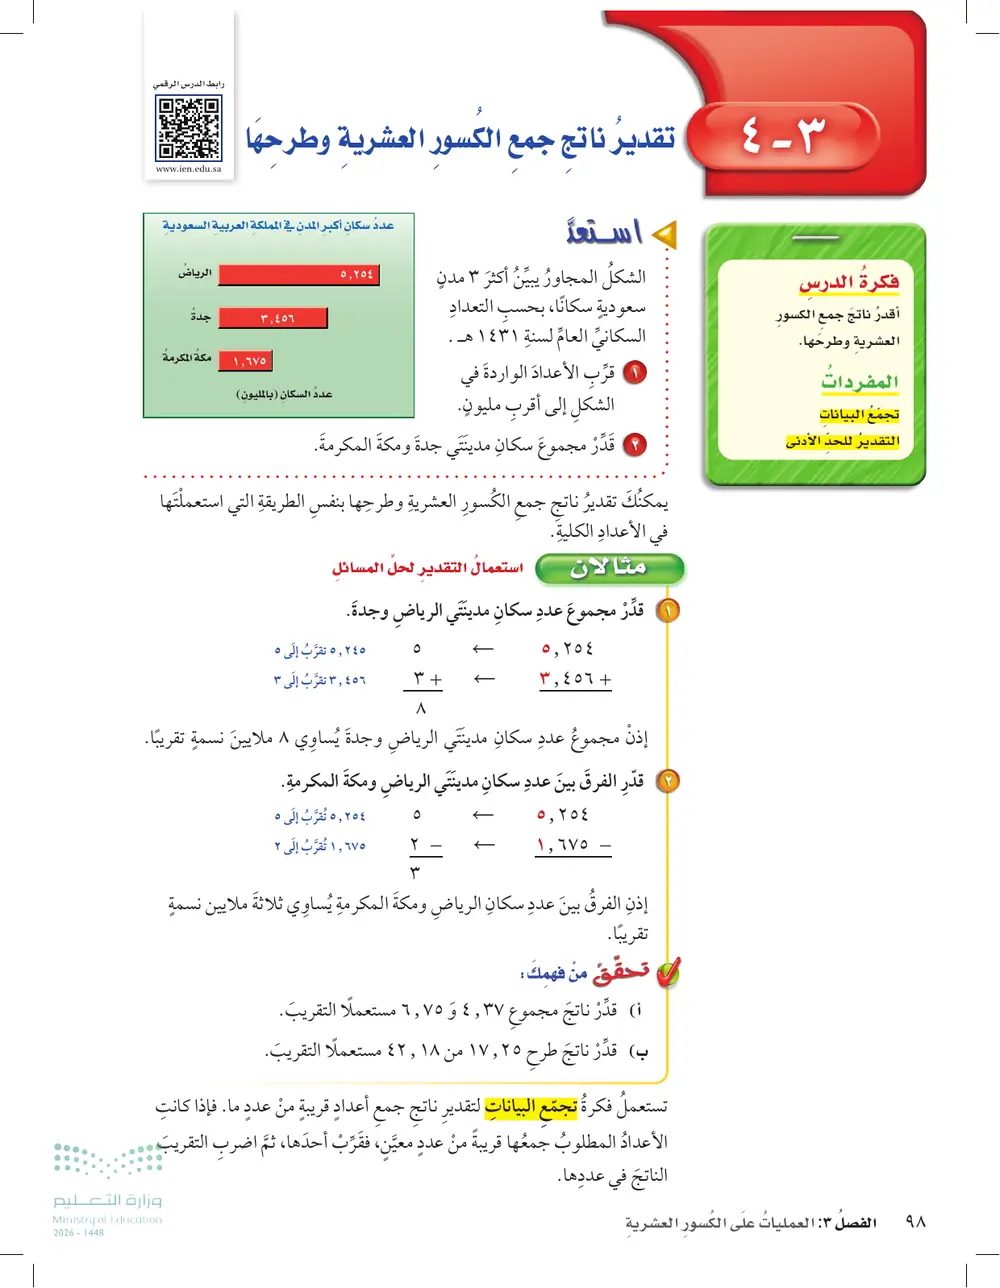 رابط الدرس الرقمي
www.ien.edu.sa
٣ - ٤
تقديرُ ناتجِ جمعِ الكُسورِ العشريةِ وطرحِهَا
فكرةُ الدرسِ
أقدرُ ناتجَ جمعِ الكسورِ
العشريةِ وطرحَها.
المفرداتُ
تجمّعُ البياناتِ
التقديرُ للحدِّ الأدنى
استعدَّ
الشكلُ المجاورُ يبيِّنُ أكثرَ ٣ مدنٍ
سعوديةٍ سكانًا، بحسبِ التعدادِ
السكانيِّ العامِّ لسنةِ ١٤٣١ هـ .
١ قرِّبِ الأعدادَ الواردةَ في
الشكلِ إلى أقربِ مليونٍ.
٢ قَدِّرْ مجموعَ سكانِ مدينَتَي جدةَ ومكةَ المكرمةَ.
عددُ سكانِ أكبرِ المدنِ في المملكةِ العربيةِ السعوديةِ
الرياضُ ٥,٢٥٤
جدةُ ٣,٤٥٦
مكةُ المكرمةُ ١,٦٧٥
عددُ السكانِ (بالمليونِ)
يمكنُكَ تقديرُ ناتجِ جمعِ الكُسورِ العشريةِ وطرحِها بنفسِ الطريقةِ التي استعملْتَها
في الأعدادِ الكليةِ.
مثالان استعمالُ التقديرِ لحلِّ المسائلِ
١ قدِّرْ مجموعَ عددِ سكانِ مدينَتَي الرياضِ وجدةَ.
٥,٢٥٤ ← ٥ ٥,٢٤٥ تقرَّبُ إلَى ٥
+ ٣,٤٥٦ ← + ٣ ٣,٤٥٦ تقرَّبُ إلَى ٣
٨
إذنْ مجموعُ عددِ سكانِ مدينَتَي الرياضِ وجدةَ يُساوِي ٨ ملايينَ نسمةٍ تقريبًا.
٢ قدّرِ الفرقَ بينَ عددِ سكانِ مدينَتَي الرياضِ ومكةَ المكرمةِ.
٥,٢٥٤ ← ٥ ٥,٢٥٤ تُقرَّبُ إلى ٥
− ١,٦٧٥ ← − ٢ ١,٦٧٥ تُقرَّبُ إلى ٢
٣
إذنِ الفرقُ بينَ عددِ سكانِ الرياضِ ومكةَ المكرمةِ يُساوِي ثلاثةَ ملايين نسمةٍ
تقريبًا.
تحقَّقْ منْ فهمِكَ:
أ) قدِّرْ ناتجَ مجموعِ ٤,٣٧ وَ ٦,٧٥ مستعملًا التقريبَ.
ب) قدِّرْ ناتجَ طرحِ ١٧,٢٥ من ٤٢,١٨ مستعملًا التقريبَ.
تستعملُ فكرةُ تجمّعِ البياناتِ لتقديرِ ناتجِ جمعِ أعدادٍ قريبةٍ منْ عددٍ ما. فإذا كانتِ
الأعدادُ المطلوبُ جمعُها قريبةً منْ عددٍ معيَّنٍ، فقَرِّبْ أحدَها، ثمَّ اضربِ التقريبَ
الناتجَ في عددِها.
وزارة التعليم
Ministry of Education
2026 - 1448
٩٨ الفصلُ ٣: العملياتُ علَى الكُسورِ العشريةِ